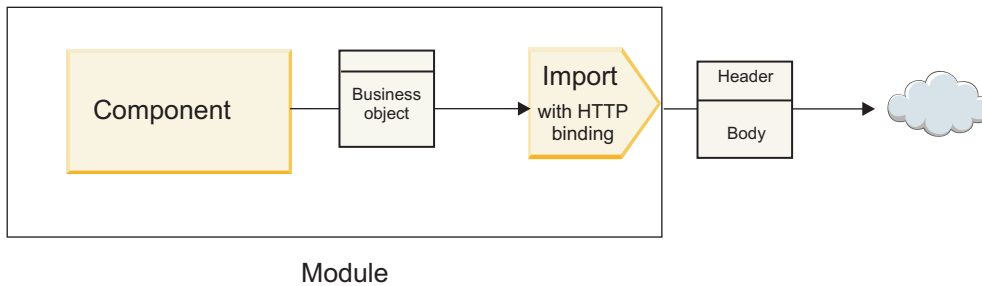 Component
Business
object
Import
with HTTP
binding
Header
Body
Module